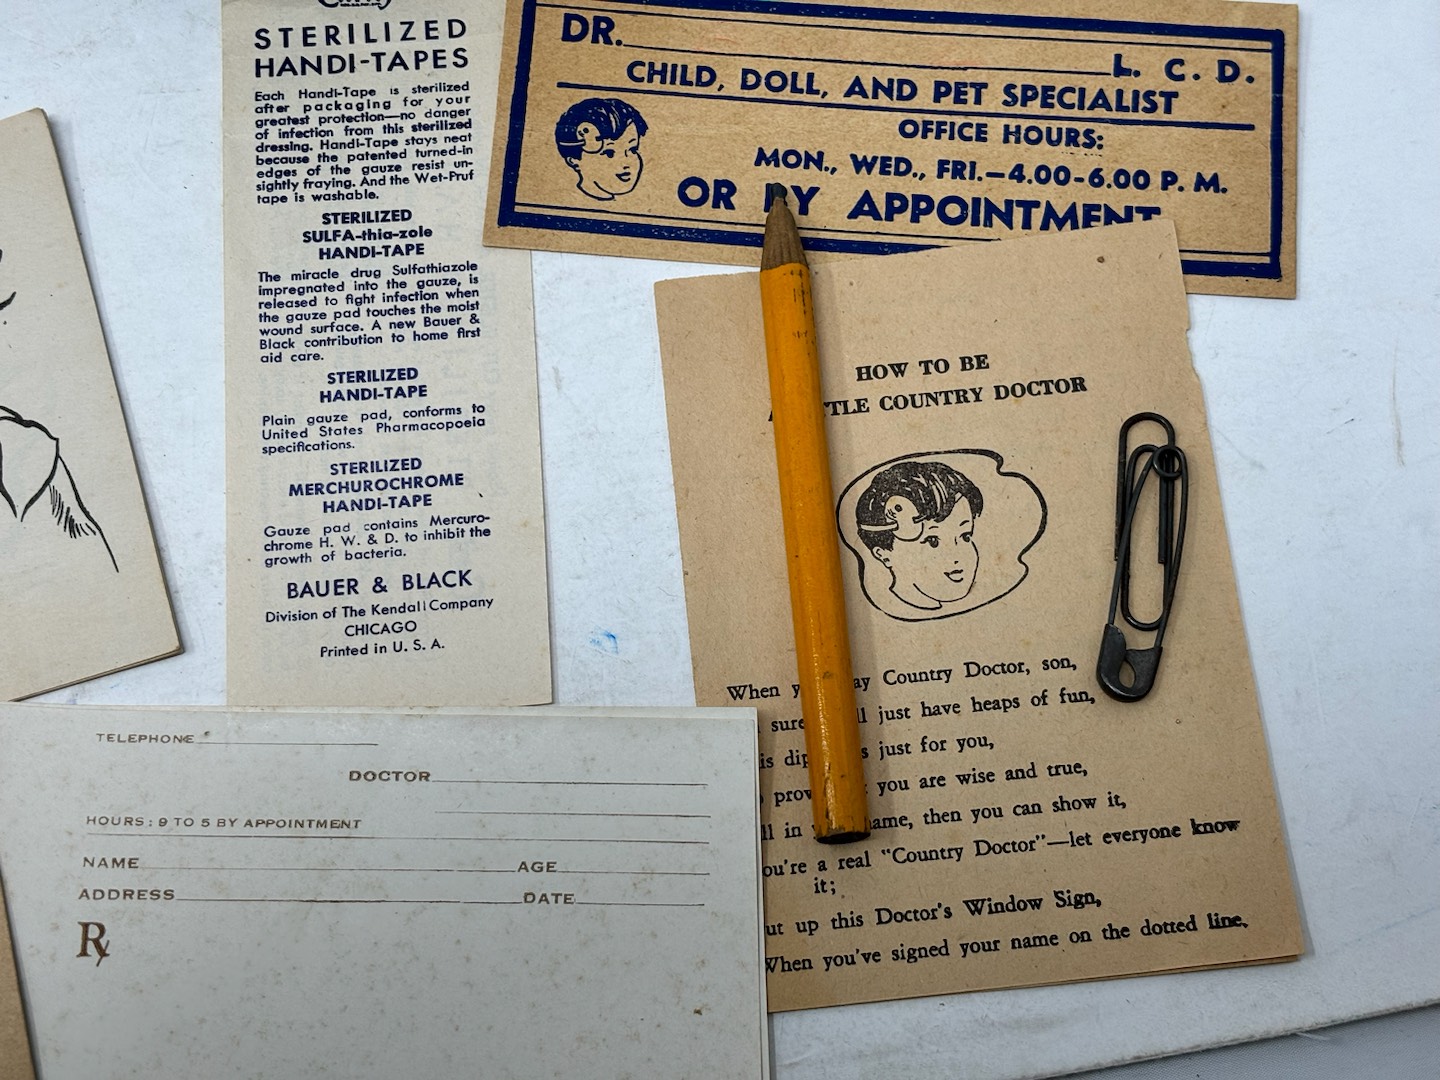 STERILIZED
HANDI-TAPES
Each Handi-Tape is sterilized
after packaging for your
greatest protection—no danger
of infection from this sterilized
dressing. Handi-Tape stays neat
because the patented turned-in
edges of the gauze resist un-
sightly fraying. And the Wet-Pruf
tape is washable.
STERILIZED
SULFA-thia-zole
HANDI-TAPE
The miracle drug Sulfathiazole
impregnated into the gauze, is
released to fight infection when
the gauze pad touches the moist
wound surface. A new Bauer &
Black contribution to home first
aid care.
STERILIZED
HANDI-TAPE
Plain gauze pad, conforms to
United States Pharmacopoeia
specifications.
STERILIZED
MERCHUROCHROME
HANDI-TAPE
Gauze pad contains Mercuro-
chrome H. W. & D. to inhibit the
growth of bacteria.
BAUER & BLACK
Division of The Kendall Company
CHICAGO
Printed in U. S. A.
DR. L. C. D.
CHILD, DOLL, AND PET SPECIALIST
OFFICE HOURS:
MON., WED., FRI.—4.00-6.00 P. M.
OR BY APPOINTMENT
HOW TO BE
COUNTRY DOCTOR
When Country Doctor, son,
sure just have heaps of fun,
just for you,
you are wise and true,
in name, then you can show it,
you're a real "Country Doctor"—let everyone know
it;
up this Doctor's Window Sign,
When you've signed your name on the dotted line.
TELEPHONE
DOCTOR
HOURS: 9 TO 5 BY APPOINTMENT
NAME AGE
ADDRESS DATE
Rx